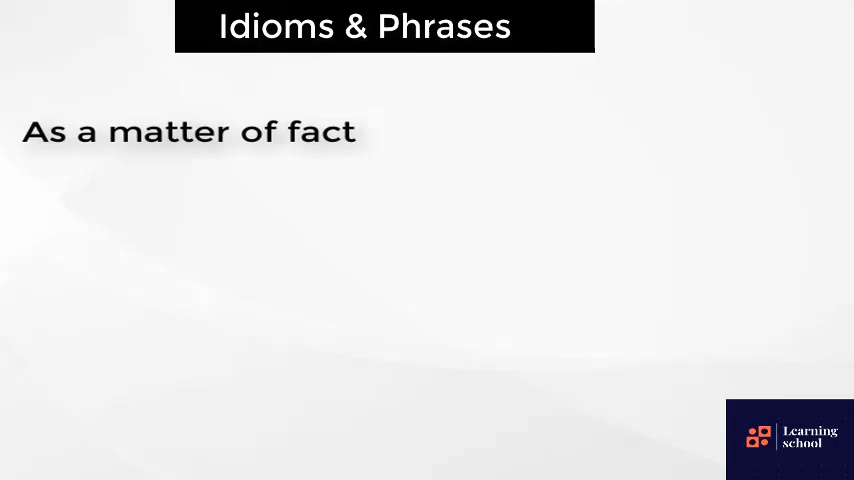 Idioms & Phrases
As a matter of fact
Learning
school